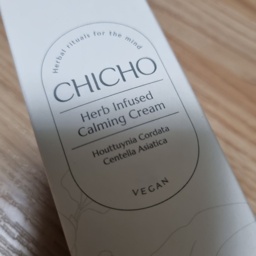 Herbal rituals for the mind
CHICHO
Herb Infused
Calming Cream
Houttuynia Cordata
Centella Asiatica
VEGAN